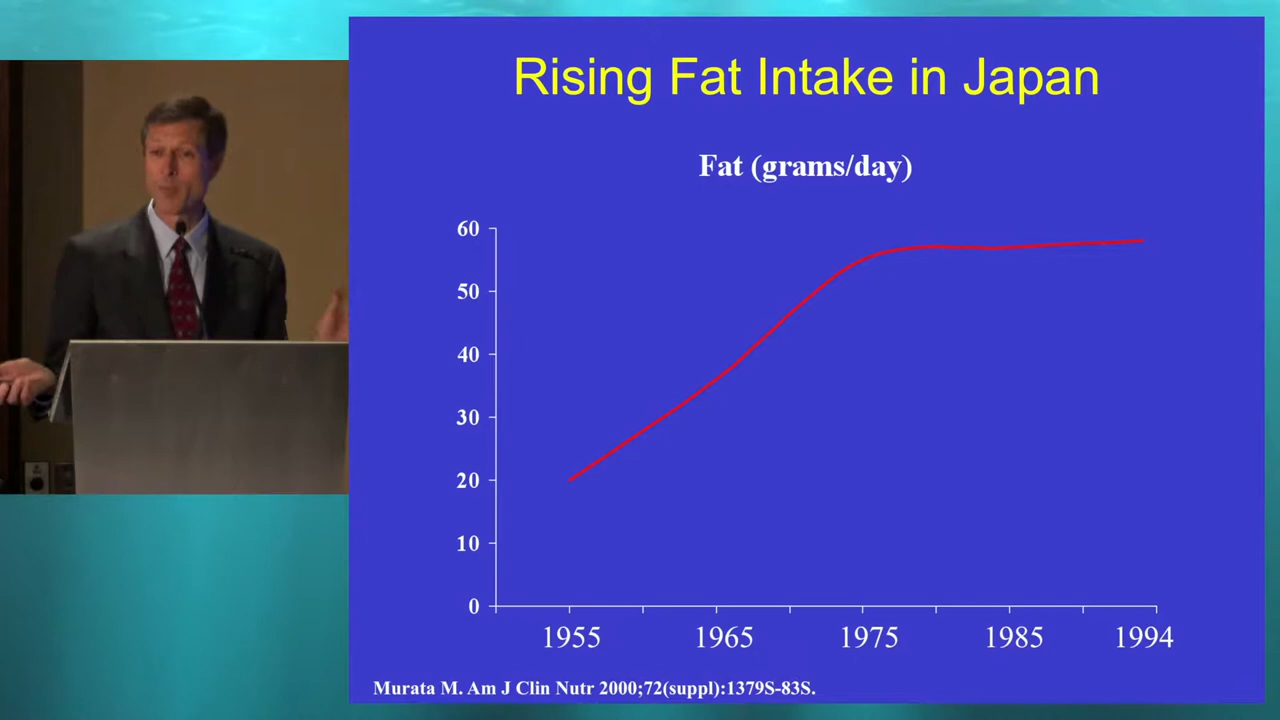 Rising Fat Intake in Japan
Fat (grams/day)
60
50
40
30
20
10
0
1955 1965 1975 1985 1994
Murata M. Am J Clin Nutr 2000;72(suppl):1379S-83S.